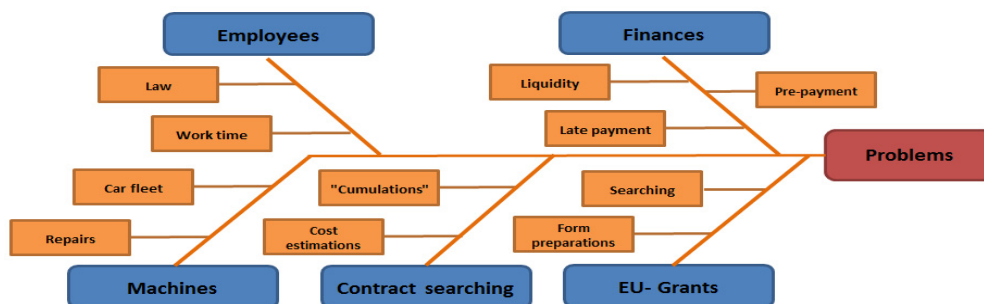 Employees
Finances
Law
Liquidity
Pre-payment
Work time
Late payment
Problems
Car fleet
"Cumulations"
Searching
Repairs
Cost
estimations
Form
preparations
Machines
Contract searching
EU- Grants